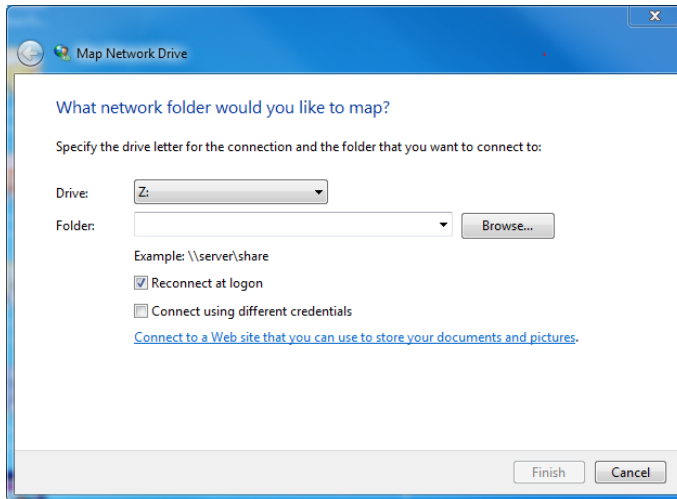 Map Network Drive
What network folder would you like to map?
Specify the drive letter for the connection and the folder that you want to connect to:
Drive: Z:
Folder: Browse...
Example: \\server\share
Reconnect at logon
Connect using different credentials
Connect to a Web site that you can use to store your documents and pictures.
Finish Cancel